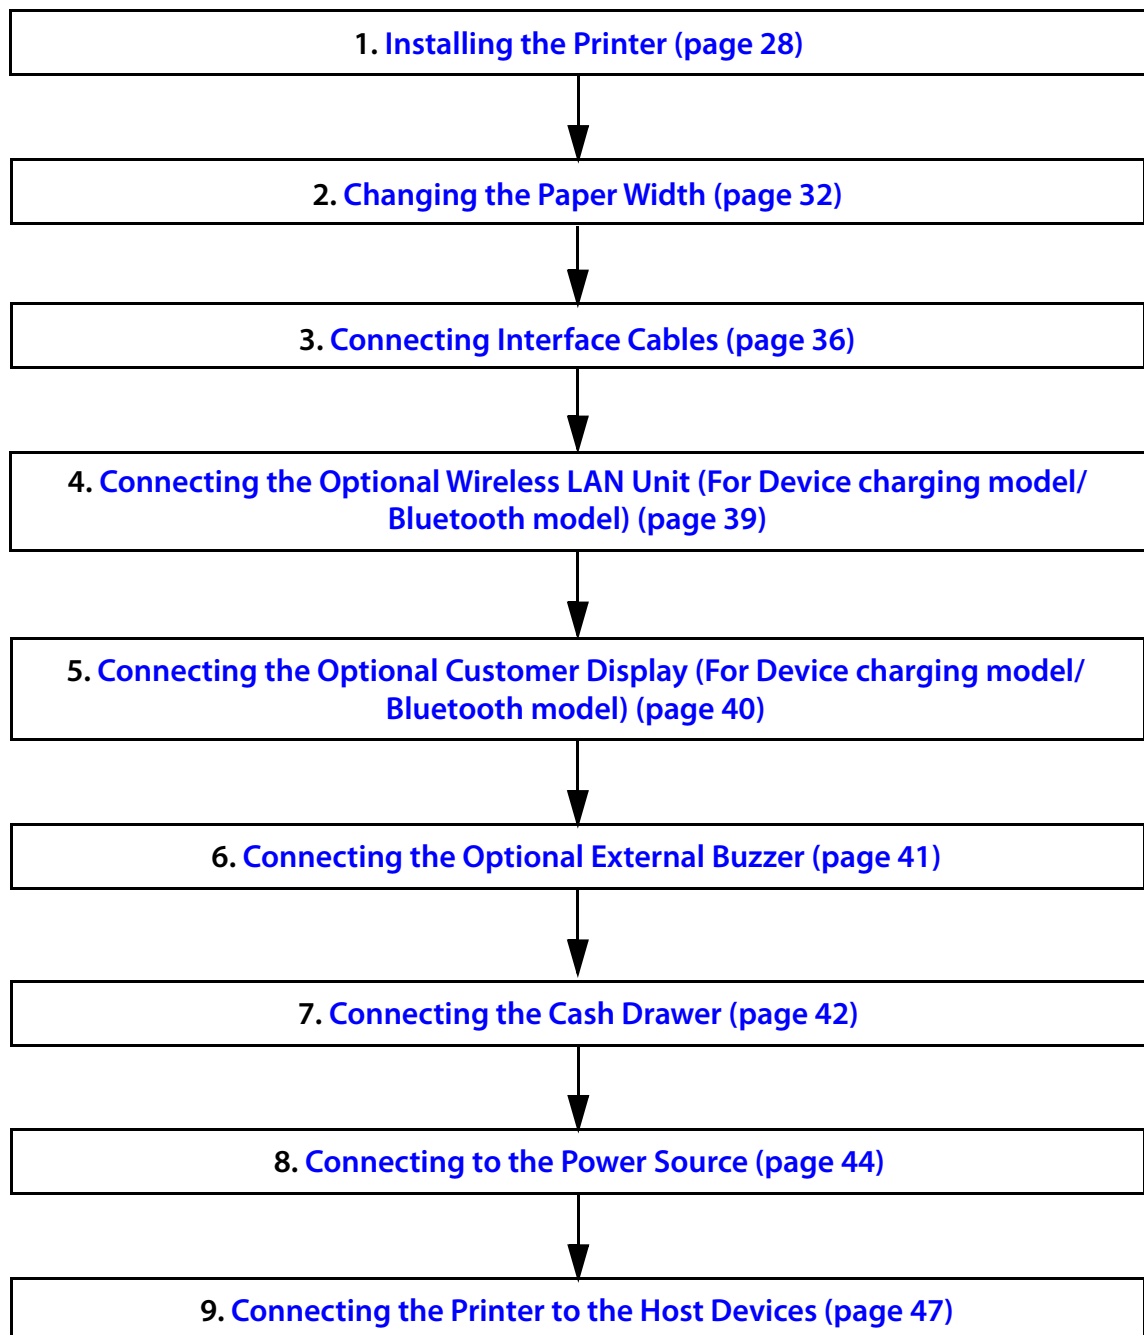 1. Installing the Printer (page 28)
2. Changing the Paper Width (page 32)
3. Connecting Interface Cables (page 36)
4. Connecting the Optional Wireless LAN Unit (For Device charging model/
Bluetooth model) (page 39)
5. Connecting the Optional Customer Display (For Device charging model/
Bluetooth model) (page 40)
6. Connecting the Optional External Buzzer (page 41)
7. Connecting the Cash Drawer (page 42)
8. Connecting to the Power Source (page 44)
9. Connecting the Printer to the Host Devices (page 47)